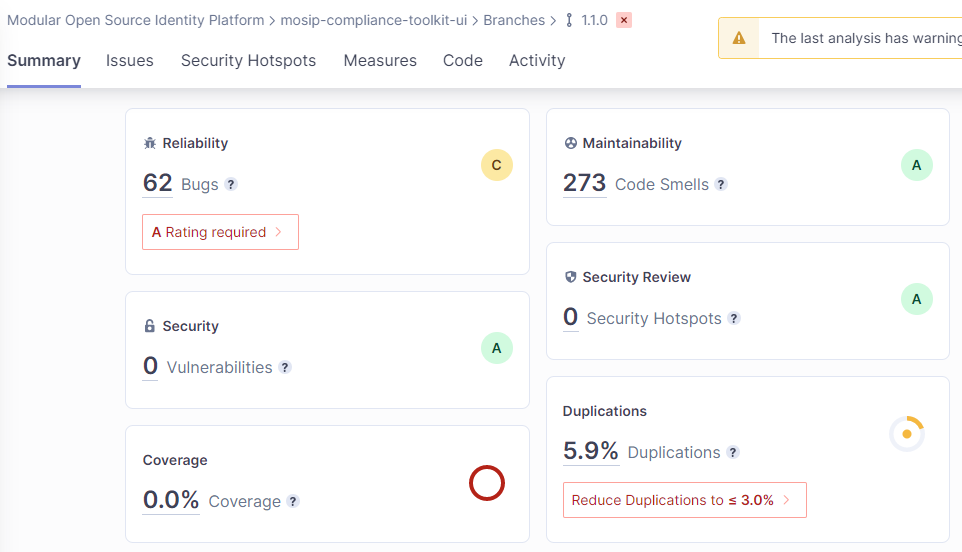 Modular Open Source Identity Platform > mosip-compliance-toolkit-ui > Branches > 1.1.0
The last analysis has warning
Summary Issues Security Hotspots Measures Code Activity
Reliability
62 Bugs ?
C
A Rating required >
Maintainability
273 Code Smells ?
A
Security Review
0 Security Hotspots ?
A
Security
0 Vulnerabilities ?
A
Coverage
0.0% Coverage ?
Duplications
5.9% Duplications ?
Reduce Duplications to ≤ 3.0% >